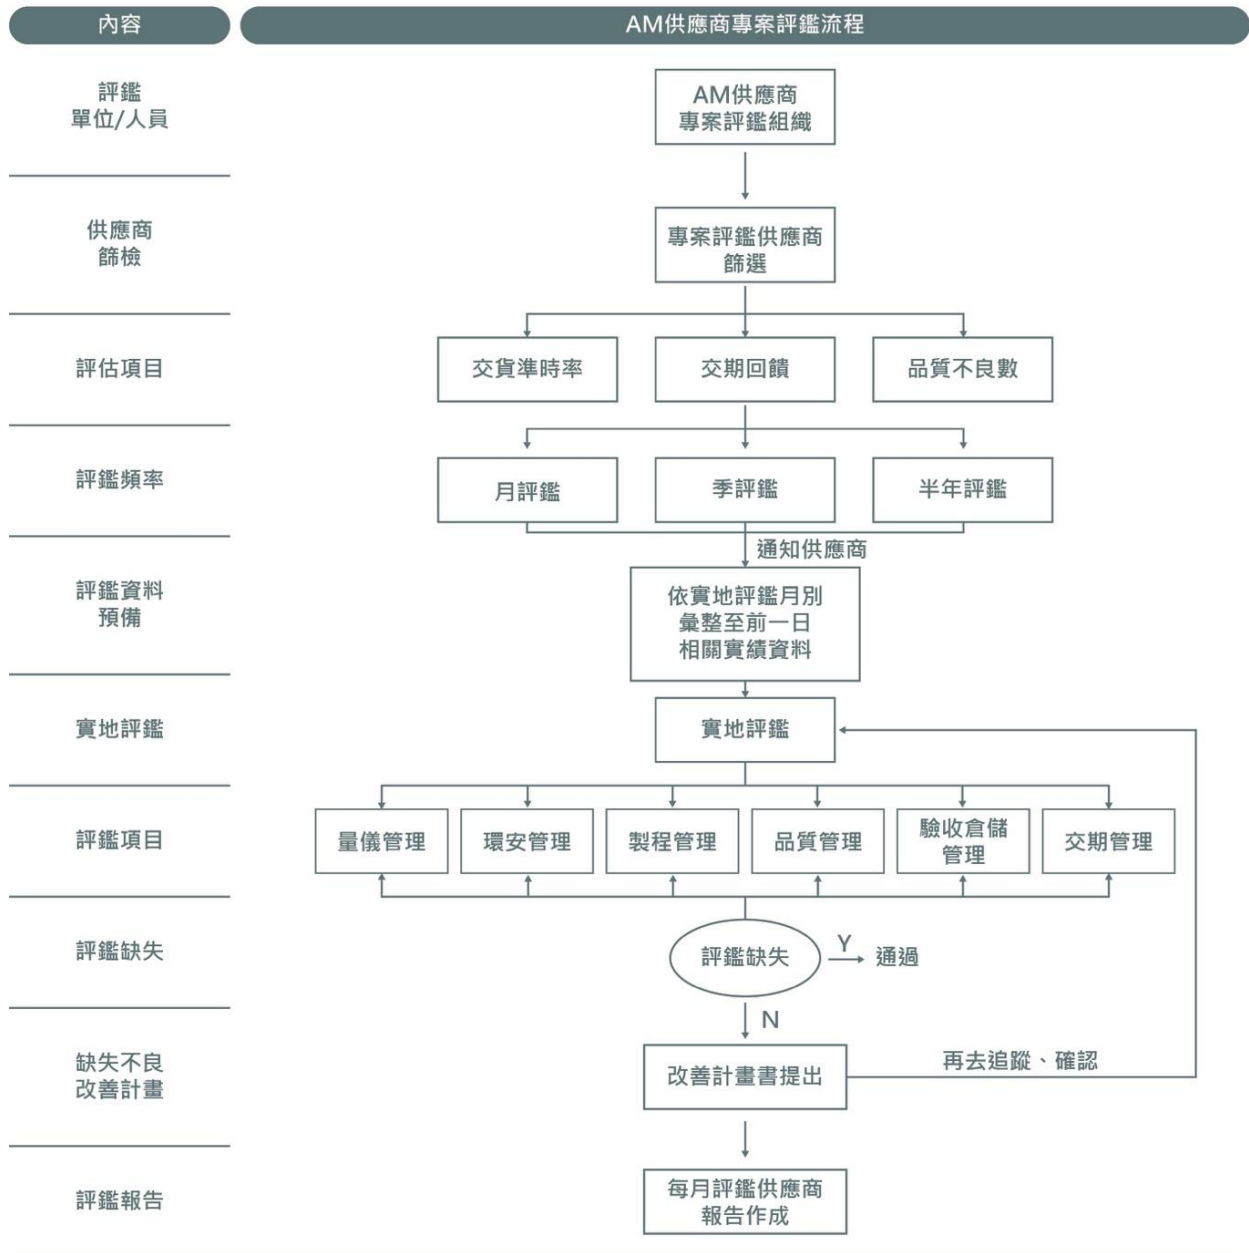 內容
AM供應商專案評鑑流程
評鑑
單位/人員
AM供應商
專案評鑑組織
供應商
篩檢
專案評鑑供應商
篩選
評估項目
交貨準時率
交期回饋
品質不良數
評鑑頻率
月評鑑
季評鑑
半年評鑑
通知供應商
評鑑資料
預備
依實地評鑑月別
彙整至前一日
相關實績資料
實地評鑑
實地評鑑
評鑑項目
量儀管理
環安管理
製程管理
品質管理
驗收倉儲
管理
交期管理
評鑑缺失
評鑑缺失
Y
通過
N
缺失不良
改善計畫
改善計畫書提出
再去追蹤、確認
評鑑報告
每月評鑑供應商
報告作成